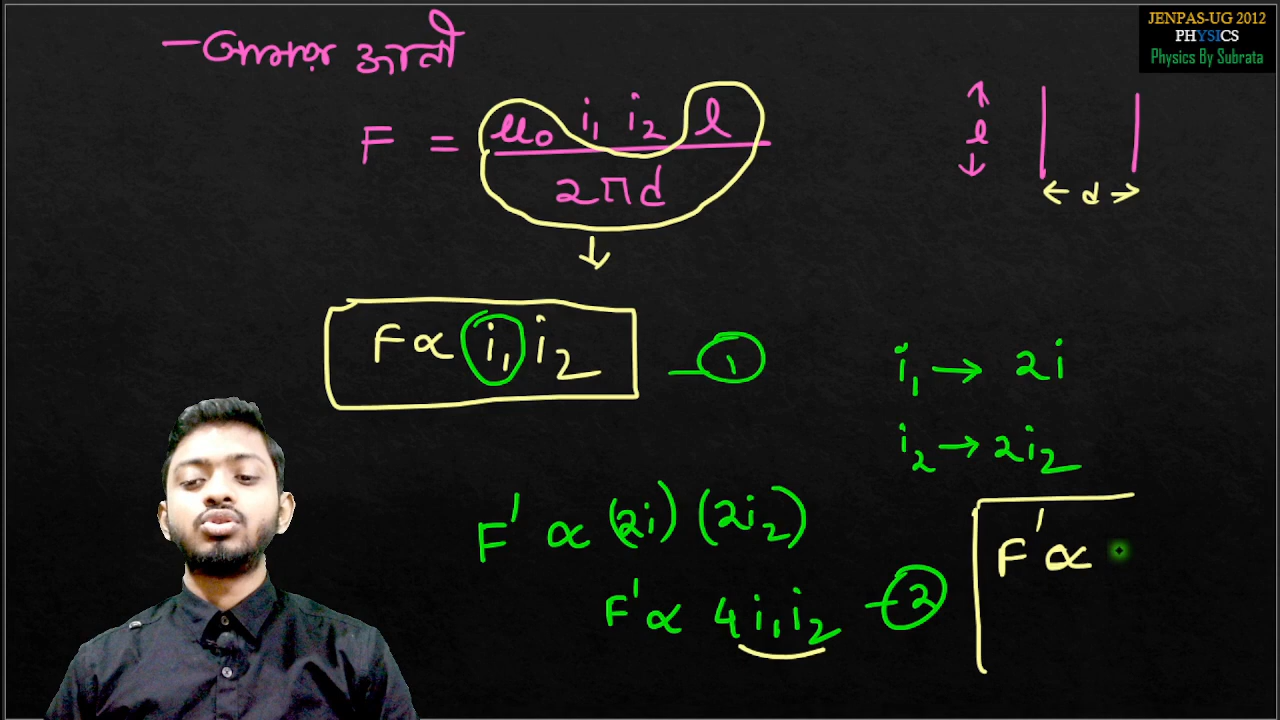 JENPAS-UG 2012
PHYSICS
Physics By Subrata
F = μ₀ i₁ i₂ l / 2πd
l
d
F ∝ i₁ i₂ — 1
i₁ → 2i
i₂ → 2i₂
F' ∝ (2i) (2i₂)
F' ∝ 4 i₁ i₂ — 2
F' ∝